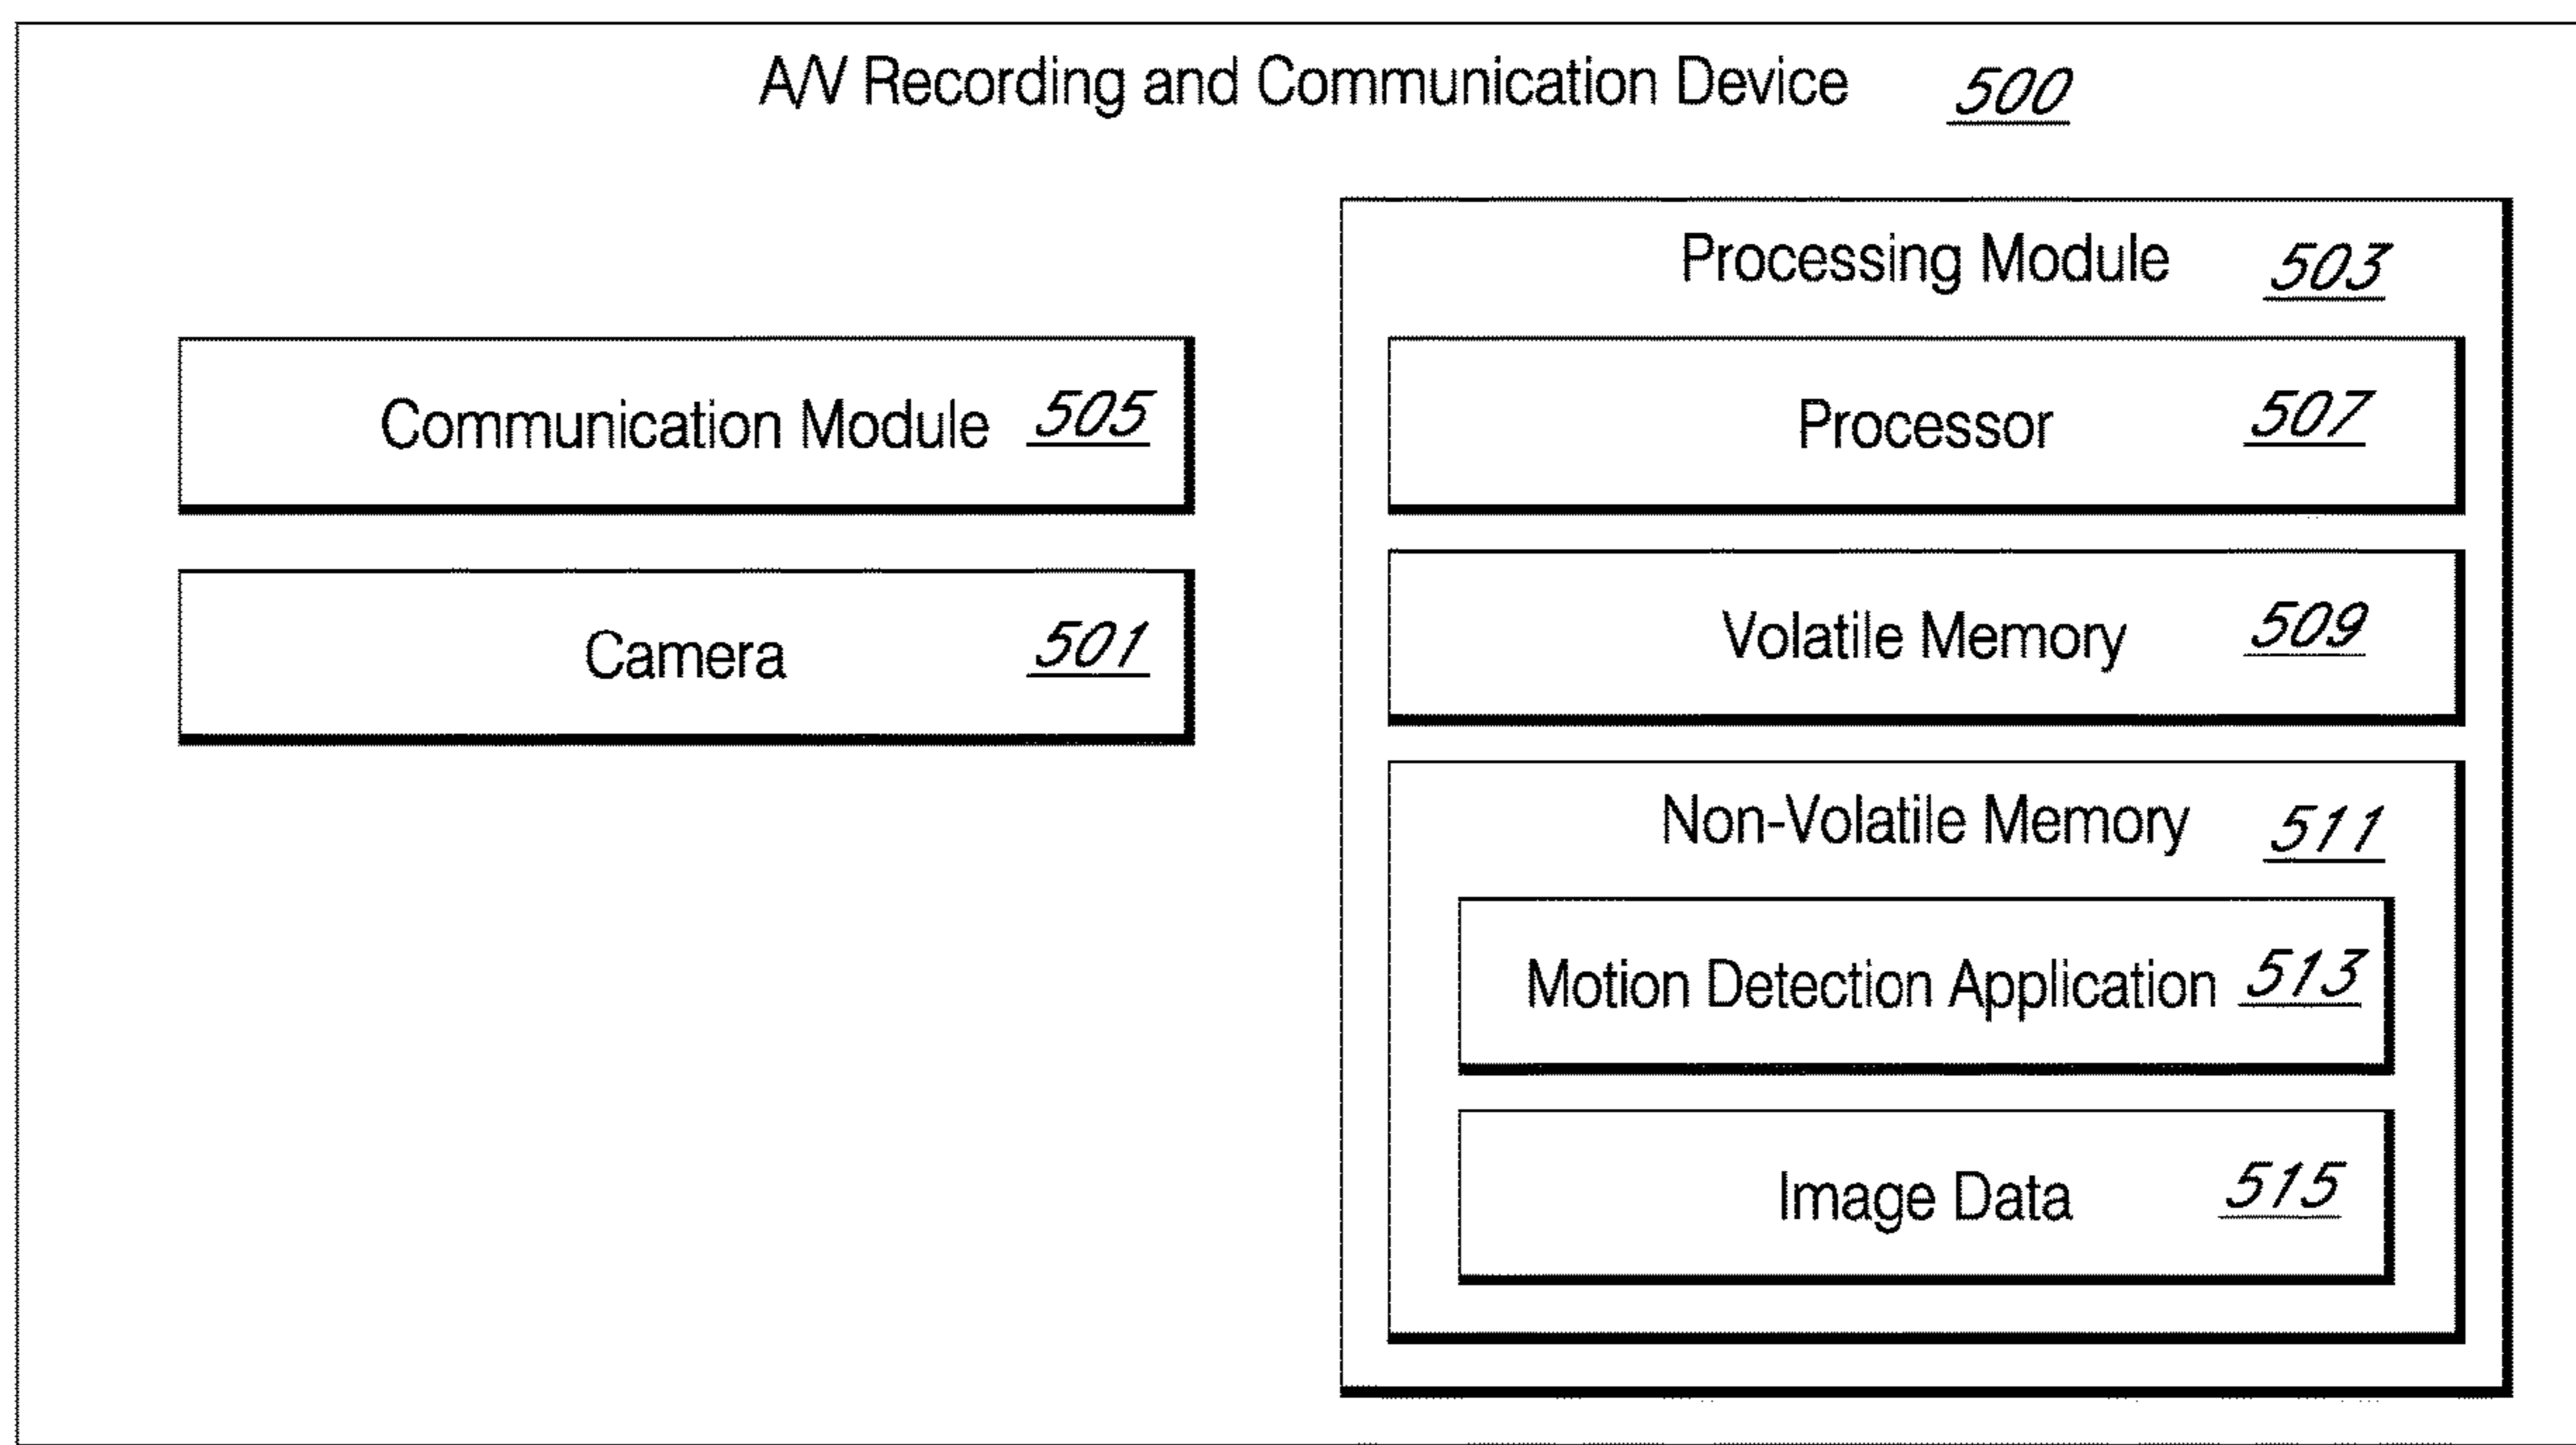 A/V Recording and Communication Device 500
Communication Module 505
Camera 501
Processing Module 503
Processor 507
Volatile Memory 509
Non-Volatile Memory 511
Motion Detection Application 513
Image Data 515